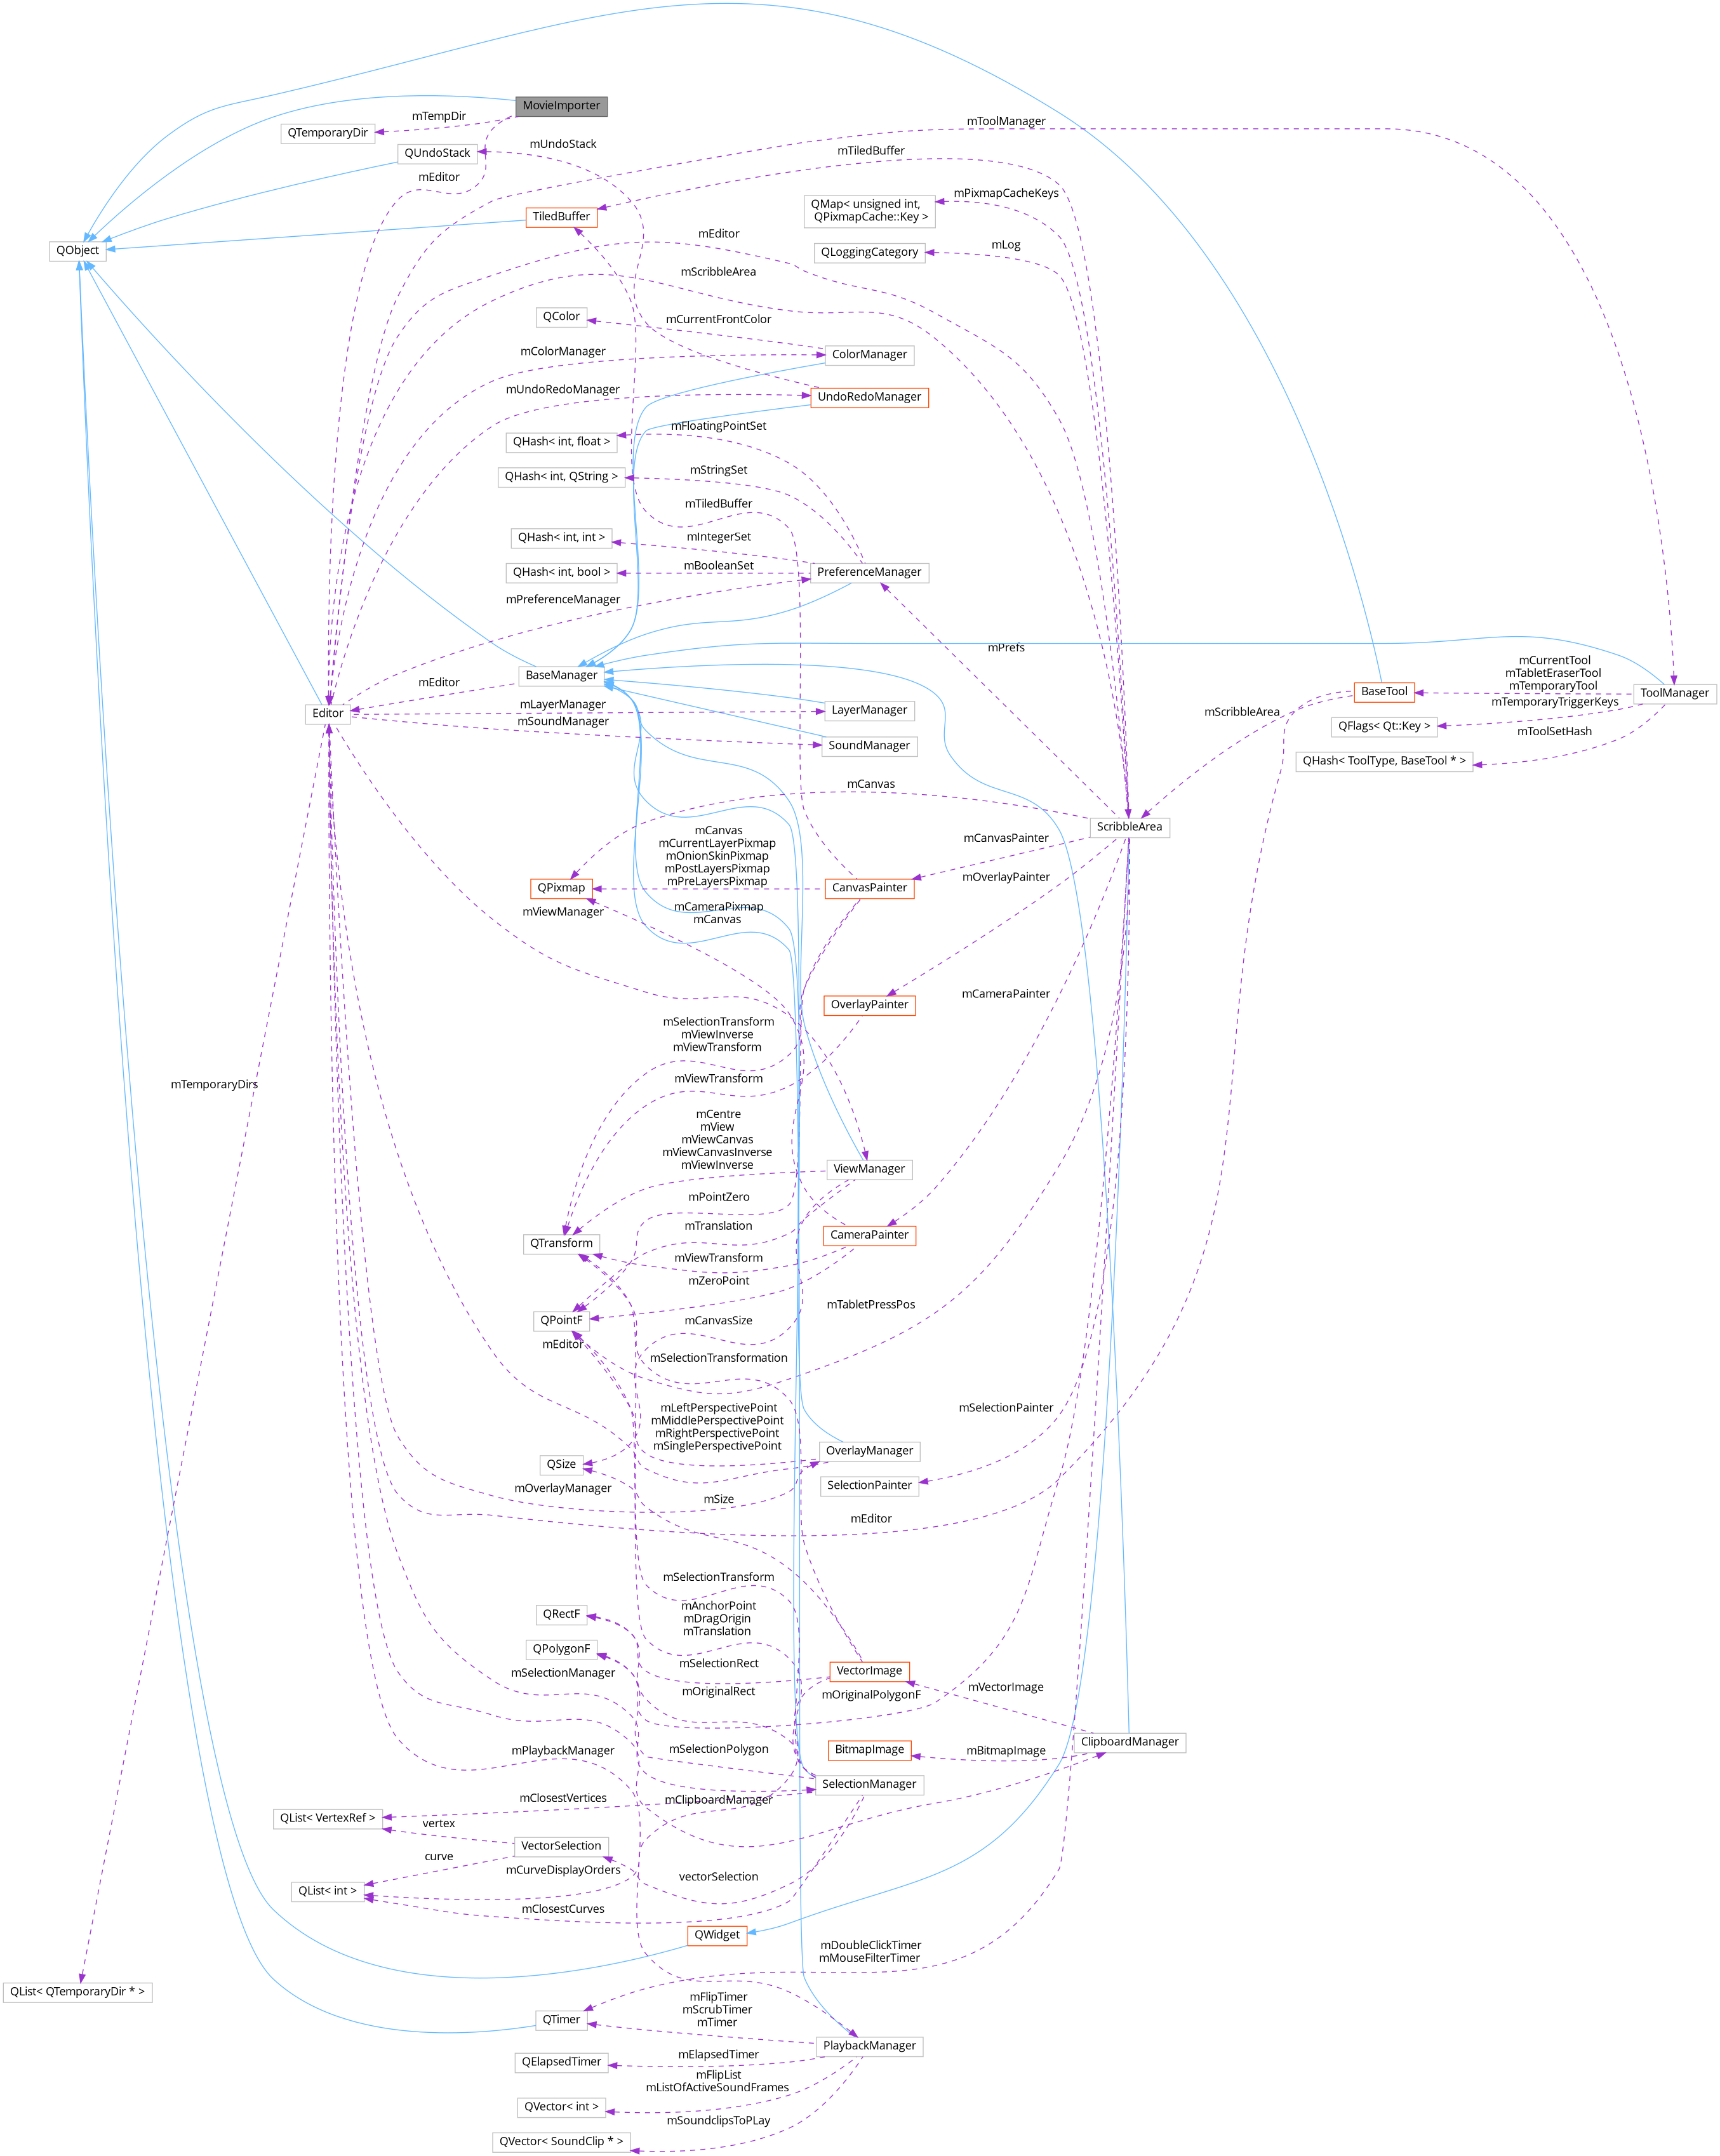 MovieImporter
mTempDir
mToolManager
QTemporaryDir
mUndoStack
QUndoStack
mTiledBuffer
mEditor
mPixmapCacheKeys
QMap< unsigned int,
QPixmapCache::Key >
TiledBuffer
mEditor
mLog
QObject
QLoggingCategory
mScribbleArea
QColor
mCurrentFrontColor
mColorManager
ColorManager
mUndoRedoManager
UndoRedoManager
mFloatingPointSet
QHash< int, float >
mStringSet
QHash< int, QString >
mTiledBuffer
QHash< int, int >
mIntegerSet
mBooleanSet
QHash< int, bool >
PreferenceManager
mPreferenceManager
mPrefs
mCurrentTool
mTabletEraserTool
mTemporaryTool
BaseManager
mEditor
BaseTool
ToolManager
mTemporaryTriggerKeys
mLayerManager
Editor
LayerManager
mScribbleArea
mSoundManager
QFlags< Qt::Key >
mToolSetHash
SoundManager
QHash< ToolType, BaseTool * >
mCanvas
ScribbleArea
mCanvas
mCurrentLayerPixmap
mOnionSkinPixmap
mPostLayersPixmap
mPreLayersPixmap
mCanvasPainter
mOverlayPainter
QPixmap
CanvasPainter
mViewManager
mCameraPixmap
mCanvas
mCameraPainter
OverlayPainter
mSelectionTransform
mViewInverse
mViewTransform
mViewTransform
mTemporaryDirs
mCentre
mView
mViewCanvas
mViewCanvasInverse
mViewInverse
ViewManager
mPointZero
mTranslation
CameraPainter
QTransform
mViewTransform
mZeroPoint
mTabletPressPos
QPointF
mCanvasSize
mEditor
mSelectionTransformation
mLeftPerspectivePoint
mMiddlePerspectivePoint
mRightPerspectivePoint
mSinglePerspectivePoint
mSelectionPainter
OverlayManager
QSize
SelectionPainter
mOverlayManager
mSize
mEditor
mSelectionTransform
mAnchorPoint
mDragOrigin
mTranslation
QRectF
QPolygonF
mSelectionRect
mSelectionManager
VectorImage
mOriginalRect
mOriginalPolygonF
mVectorImage
ClipboardManager
mPlaybackManager
mSelectionPolygon
BitmapImage
mBitmapImage
SelectionManager
mClosestVertices
mClipboardManager
QList< VertexRef >
vertex
VectorSelection
curve
mCurveDisplayOrders
vectorSelection
QList< int >
mClosestCurves
QWidget
mDoubleClickTimer
mMouseFilterTimer
QList< QTemporaryDir * >
mFlipTimer
mScrubTimer
mTimer
QTimer
PlaybackManager
mElapsedTimer
QElapsedTimer
mFlipList
mListOfActiveSoundFrames
QVector< int >
mSoundclipsToPLay
QVector< SoundClip * >